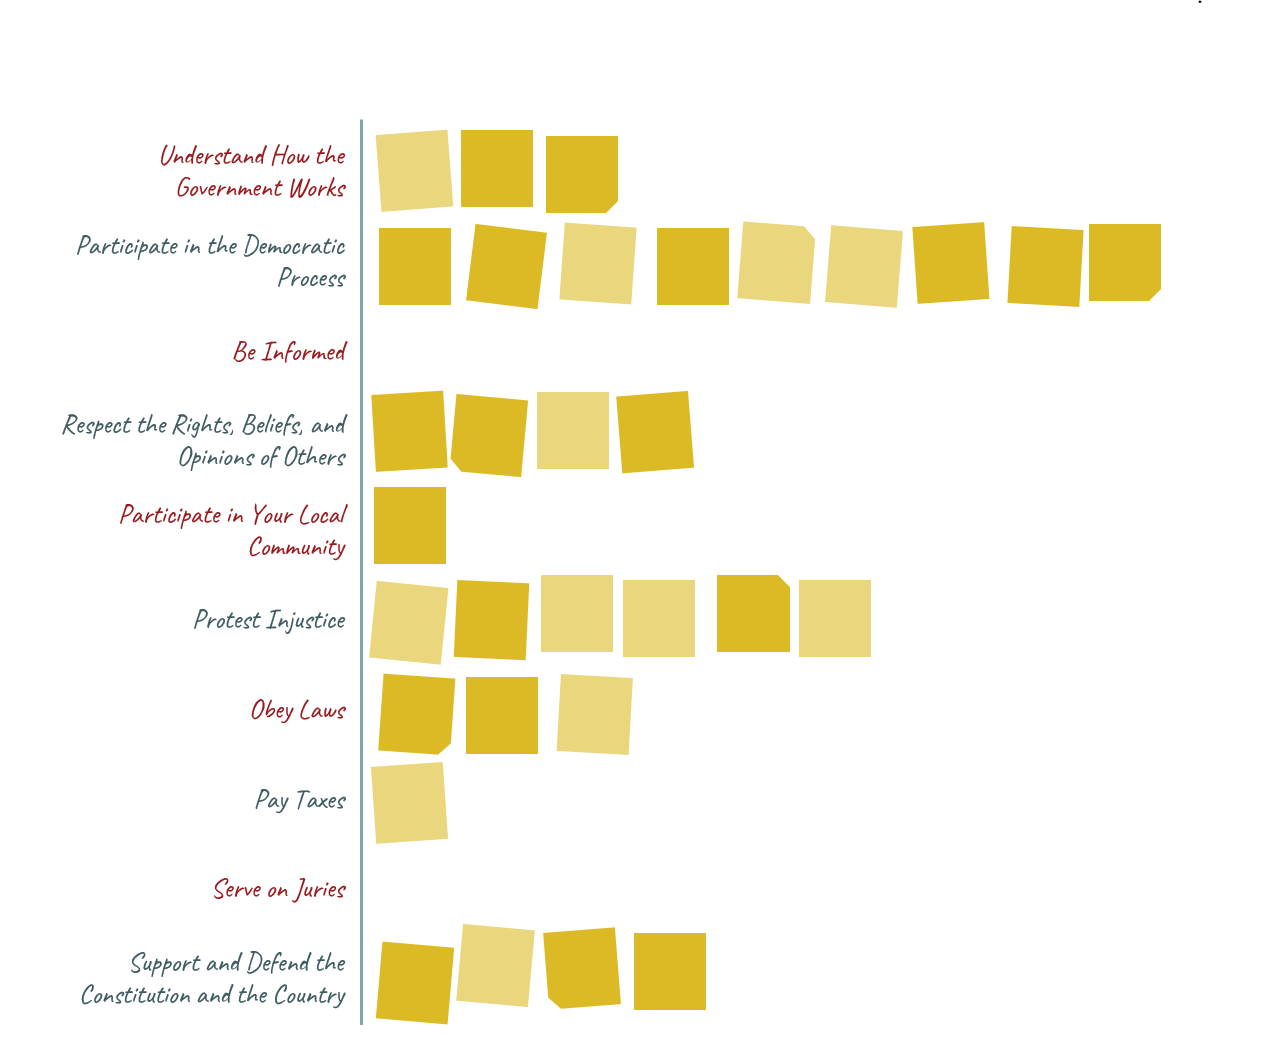 Understand How the
Government Works
Participate in the Democratic
Process
Be Informed
Respect the Rights, Beliefs, and
Opinions of Others
Participate in Your Local
Community
Protest Injustice
Obey Laws
Pay Taxes
Serve on Juries
Support and Defend the
Constitution and the Country